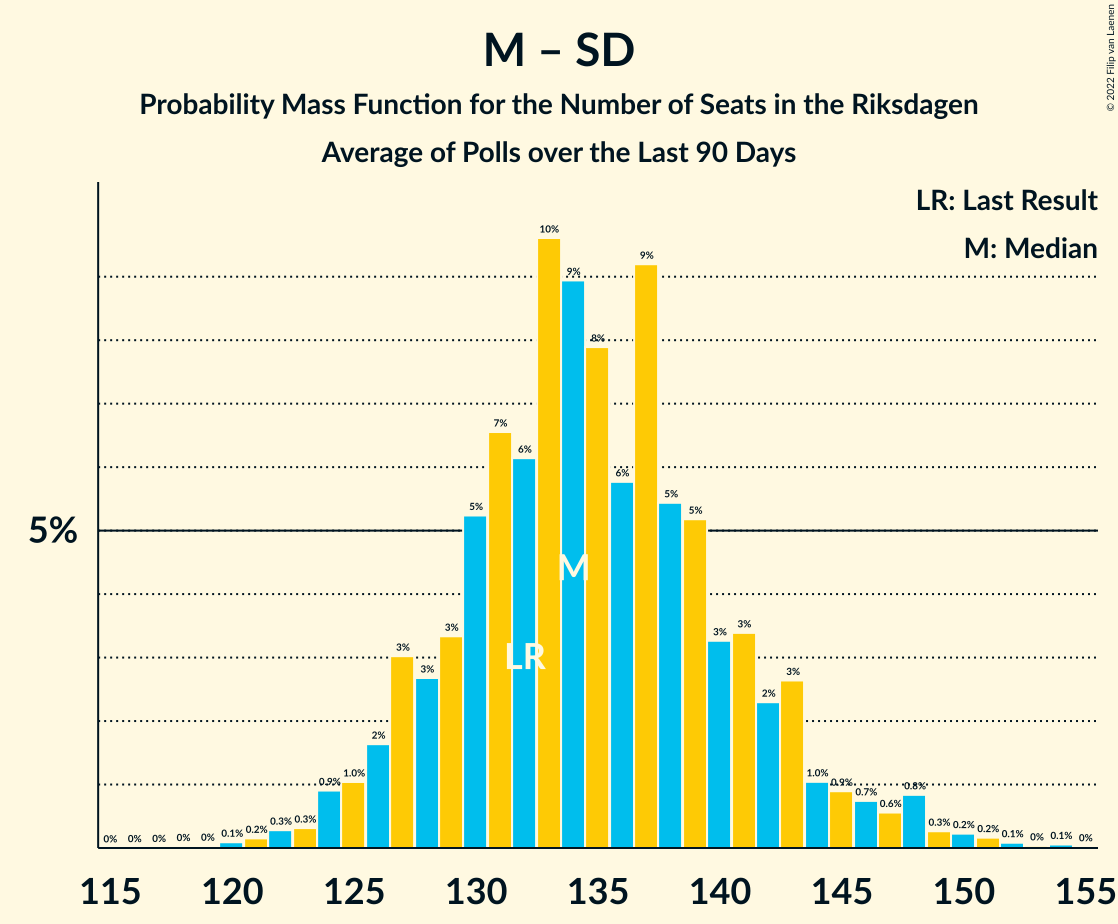 © 2022 Filip van Laenen
M – SD
Probability Mass Function for the Number of Seats in the Riksdagen
Average of Polls over the Last 90 Days
LR: Last Result
M: Median
5%
0% 0% 0% 0% 0% 0.1% 0.2% 0.3% 0.3% 0.9% 1.0% 2% 3% 3% 3% 5% 7% 6% 10% 9% 8% 6% 9% 5% 5% 3% 3% 2% 3% 1.0% 0.9% 0.7% 0.6% 0.8% 0.3% 0.2% 0.2% 0.1% 0% 0.1% 0%
M
LR
115 120 125 130 135 140 145 150 155